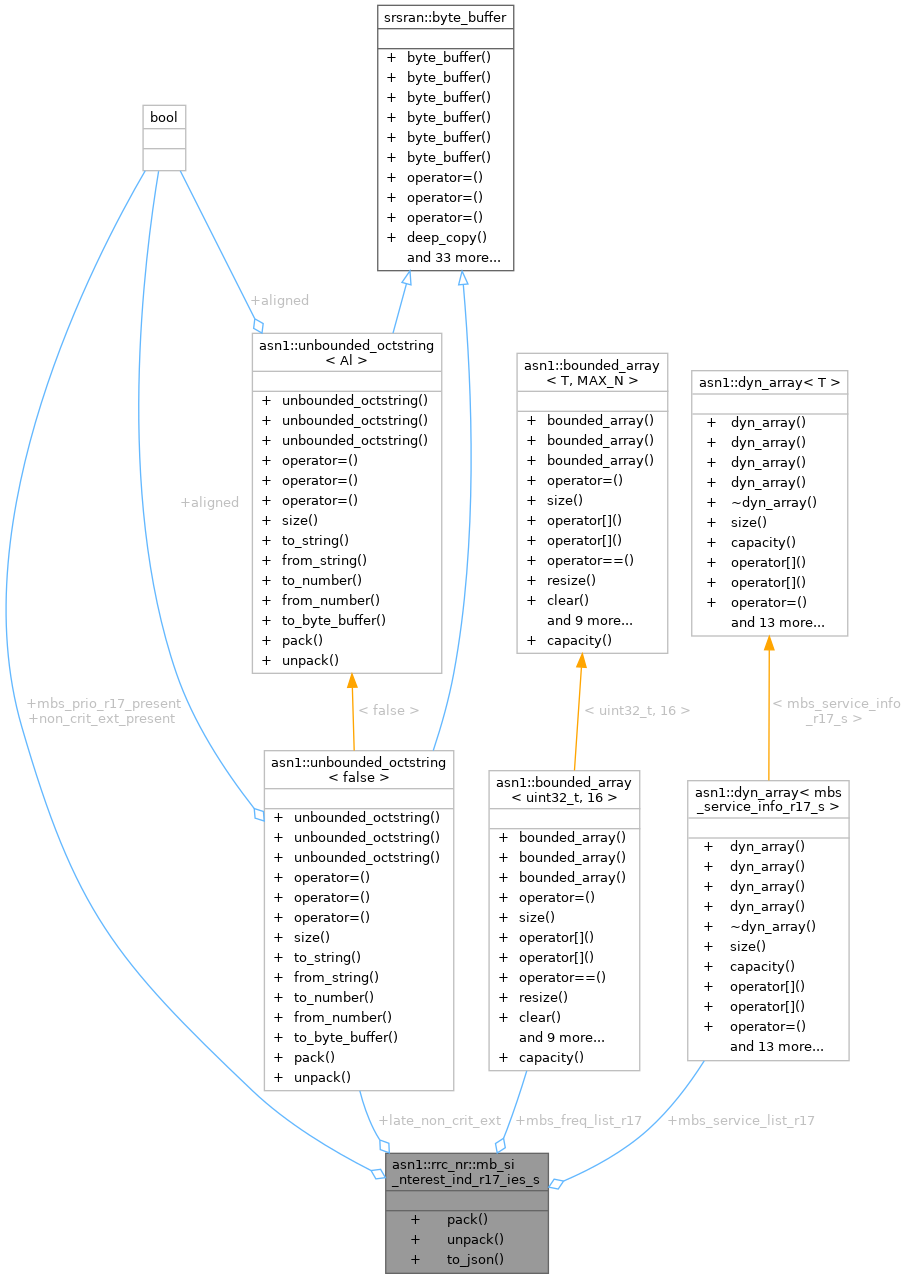 srsran::byte_buffer
+ byte_buffer()
+ byte_buffer()
+ byte_buffer()
+ byte_buffer()
+ byte_buffer()
+ byte_buffer()
+ operator=()
+ operator=()
+ operator=()
+ deep_copy()
and 33 more...
bool
+aligned
asn1::unbounded_octstring
< Al >
+ unbounded_octstring()
+ unbounded_octstring()
+ unbounded_octstring()
+ operator=()
+ operator=()
+ operator=()
+ size()
+ to_string()
+ from_string()
+ to_number()
+ from_number()
+ to_byte_buffer()
+ pack()
+ unpack()
asn1::bounded_array
< T, MAX_N >
+ bounded_array()
+ bounded_array()
+ bounded_array()
+ operator=()
+ size()
+ operator[]()
+ operator[]()
+ operator==()
+ resize()
+ clear()
and 9 more...
+ capacity()
asn1::dyn_array< T >
+ dyn_array()
+ dyn_array()
+ dyn_array()
+ dyn_array()
+ ~dyn_array()
+ size()
+ capacity()
+ operator[]()
+ operator[]()
+ operator=()
and 13 more...
+aligned
+mbs_prio_r17_present
+non_crit_ext_present
< false >
< uint32_t, 16 >
< mbs_service_info
_r17_s >
asn1::unbounded_octstring
< false >
+ unbounded_octstring()
+ unbounded_octstring()
+ unbounded_octstring()
+ operator=()
+ operator=()
+ operator=()
+ size()
+ to_string()
+ from_string()
+ to_number()
+ from_number()
+ to_byte_buffer()
+ pack()
+ unpack()
asn1::bounded_array
< uint32_t, 16 >
+ bounded_array()
+ bounded_array()
+ bounded_array()
+ operator=()
+ size()
+ operator[]()
+ operator[]()
+ operator==()
+ resize()
+ clear()
and 9 more...
+ capacity()
asn1::dyn_array< mbs
_service_info_r17_s >
+ dyn_array()
+ dyn_array()
+ dyn_array()
+ dyn_array()
+ ~dyn_array()
+ size()
+ capacity()
+ operator[]()
+ operator[]()
+ operator=()
and 13 more...
+late_non_crit_ext
+mbs_freq_list_r17
+mbs_service_list_r17
asn1::rrc_nr::mb_si
_nterest_ind_r17_ies_s
+ pack()
+ unpack()
+ to_json()